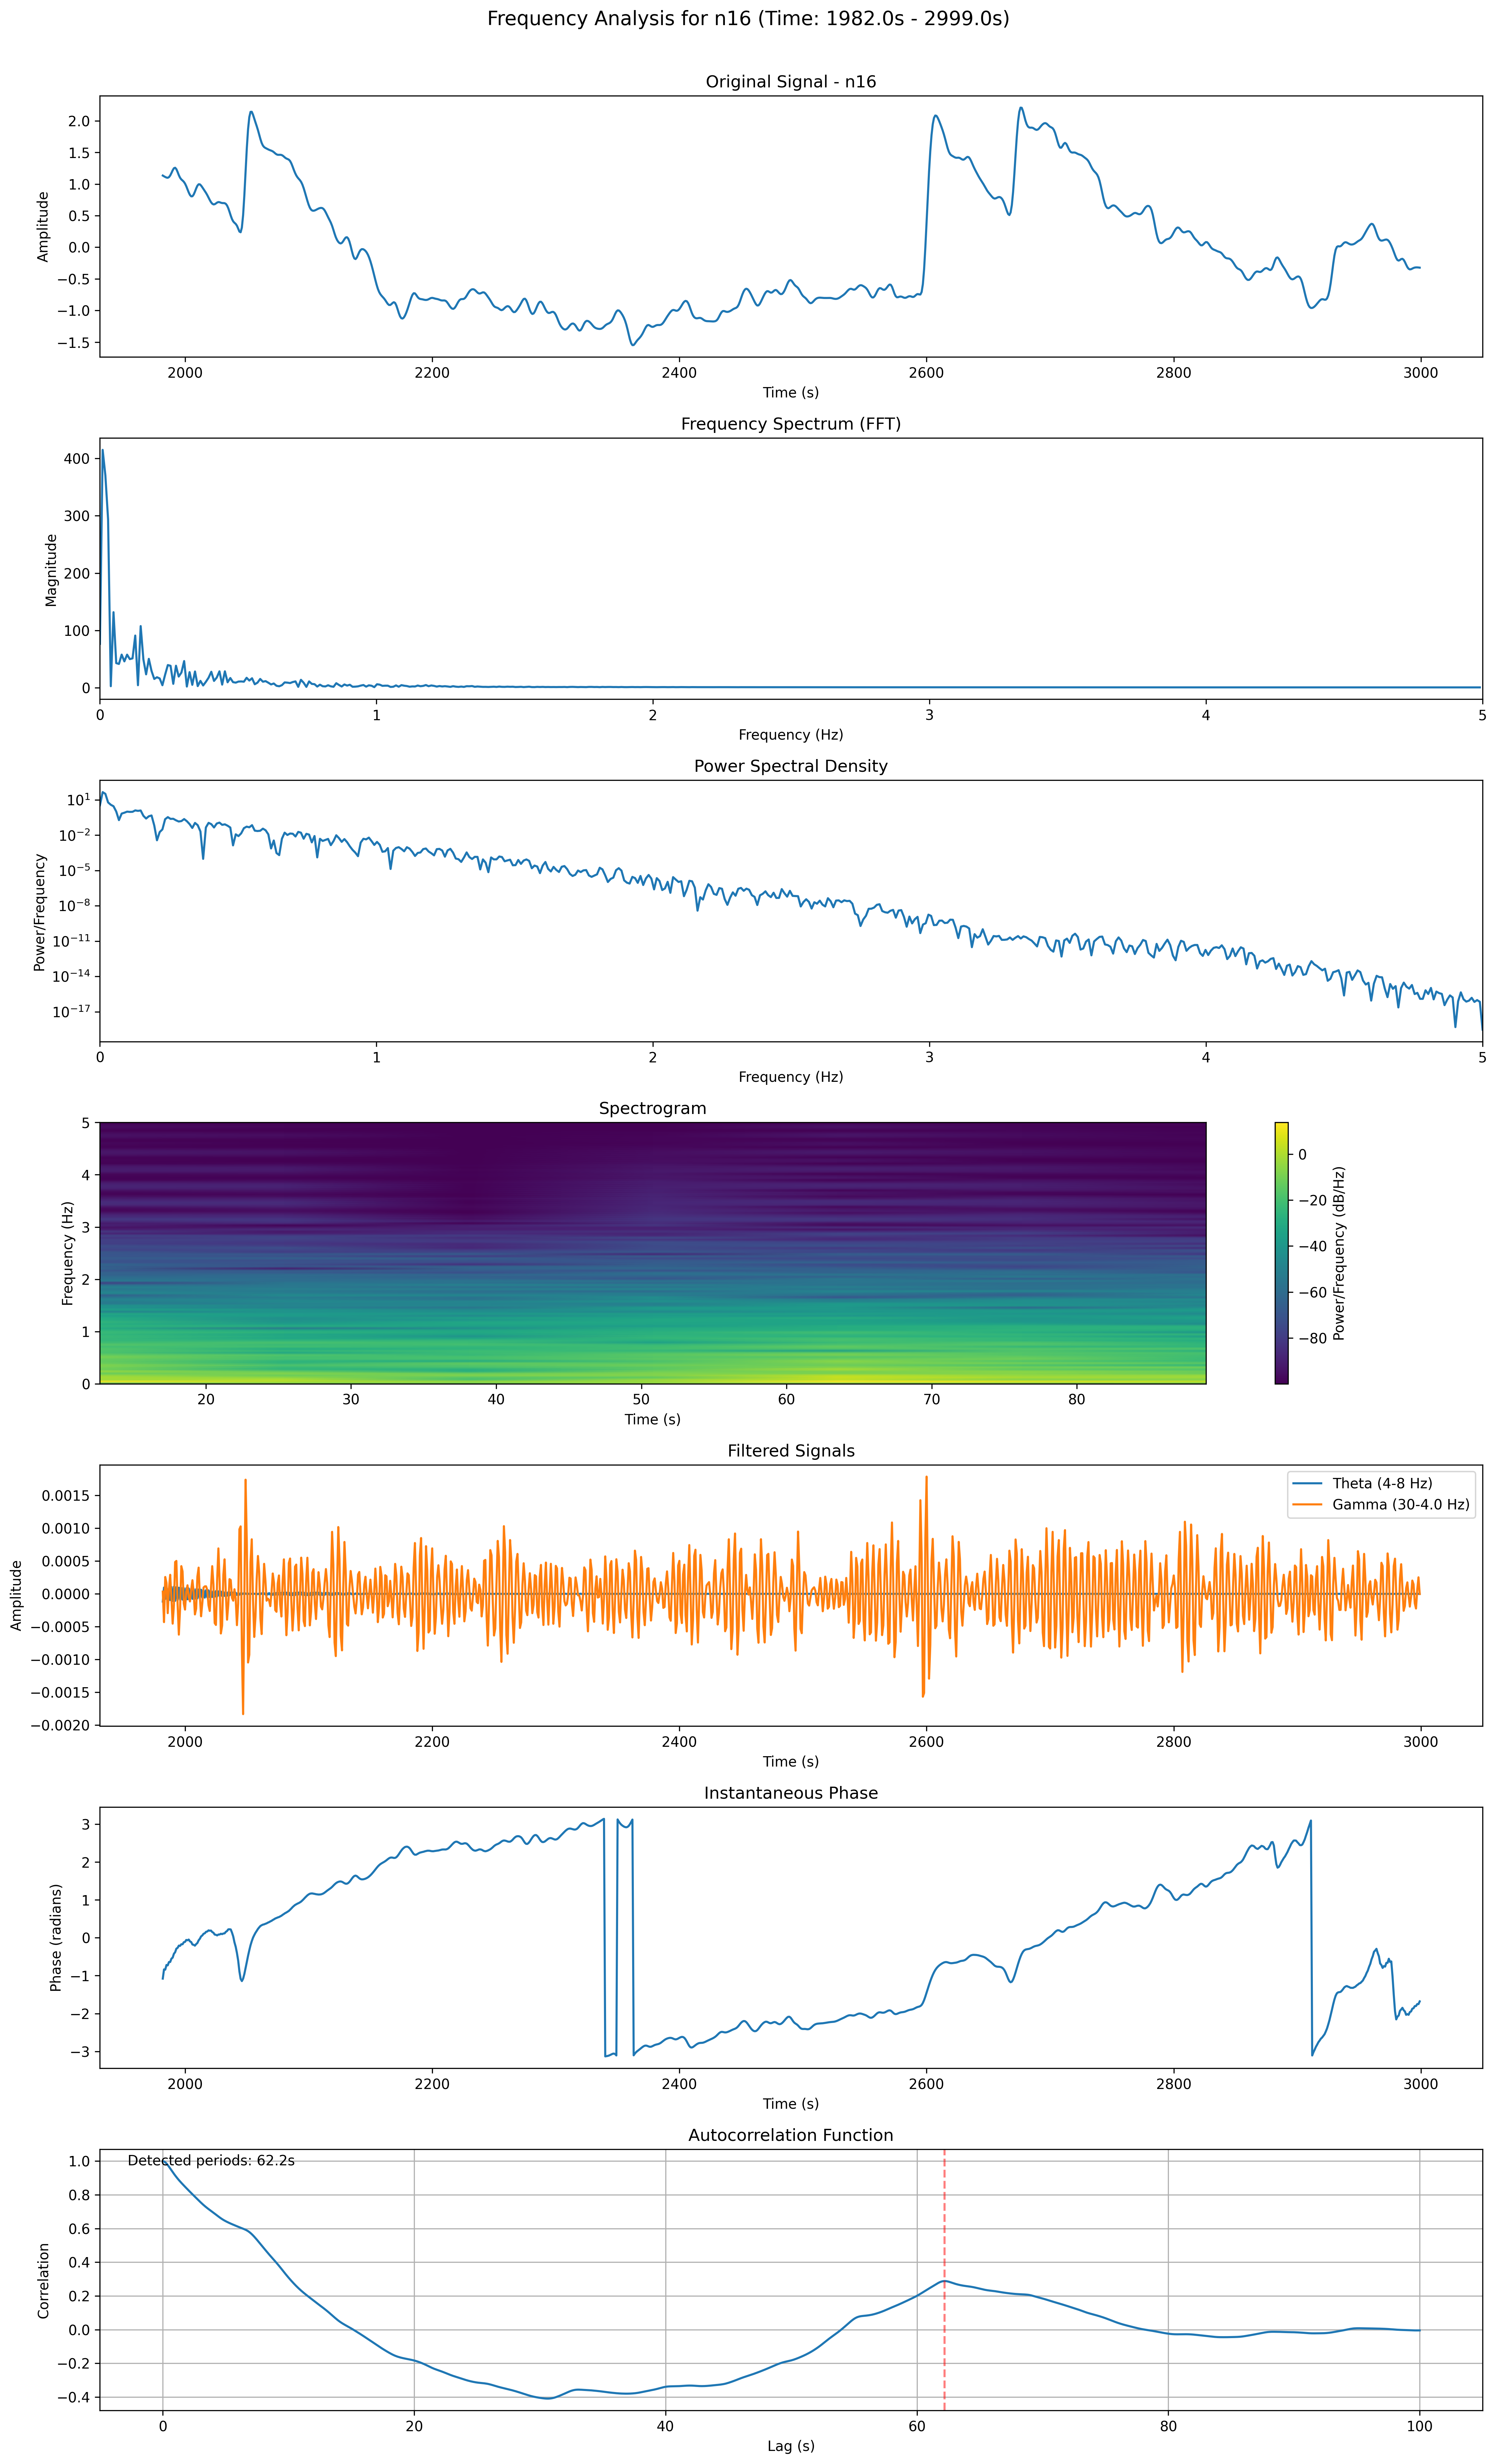 Frequency Analysis for n16 (Time: 1982.0s - 2999.0s)
Original Signal - n16
Amplitude
2.0
1.5
1.0
0.5
0.0
−0.5
−1.0
−1.5
2000 2200 2400 2600 2800 3000
Time (s)
Frequency Spectrum (FFT)
Magnitude
400
300
200
100
0
0 1 2 3 4 5
Frequency (Hz)
Power Spectral Density
Power/Frequency
10¹
10⁻²
10⁻⁵
10⁻⁸
10⁻¹¹
10⁻¹⁴
10⁻¹⁷
0 1 2 3 4 5
Frequency (Hz)
Spectrogram
Frequency (Hz)
5
4
3
2
1
0
20 30 40 50 60 70 80
Time (s)
0
−20
−40
−60
−80
Power/Frequency (dB/Hz)
Filtered Signals
Amplitude
0.0015
0.0010
0.0005
0.0000
−0.0005
−0.0010
−0.0015
−0.0020
Theta (4-8 Hz)
Gamma (30-4.0 Hz)
2000 2200 2400 2600 2800 3000
Time (s)
Instantaneous Phase
Phase (radians)
3
2
1
0
−1
−2
−3
2000 2200 2400 2600 2800 3000
Time (s)
Autocorrelation Function
Detected periods: 62.2s
Correlation
1.0
0.8
0.6
0.4
0.2
0.0
−0.2
−0.4
0 20 40 60 80 100
Lag (s)